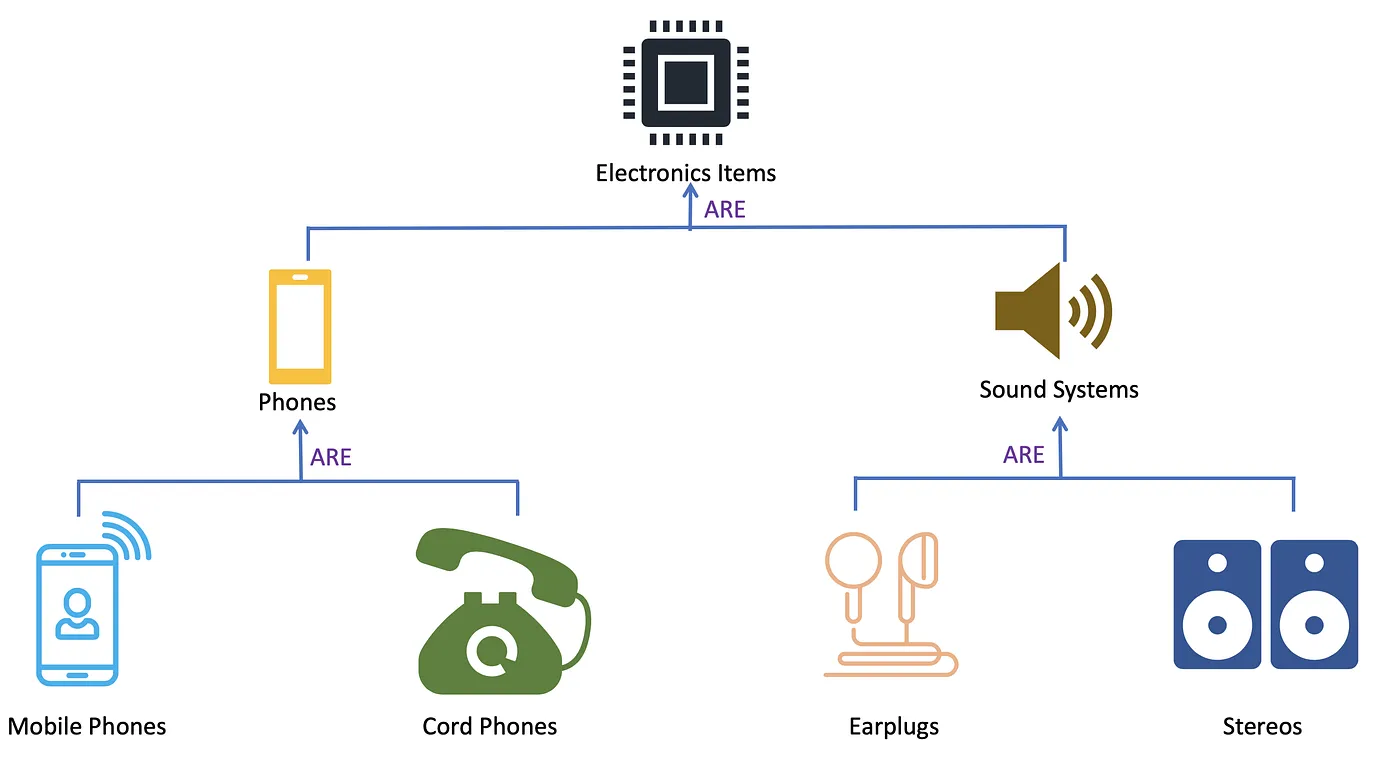 Electronics Items
ARE
Phones
Sound Systems
ARE
ARE
Mobile Phones
Cord Phones
Earplugs
Stereos